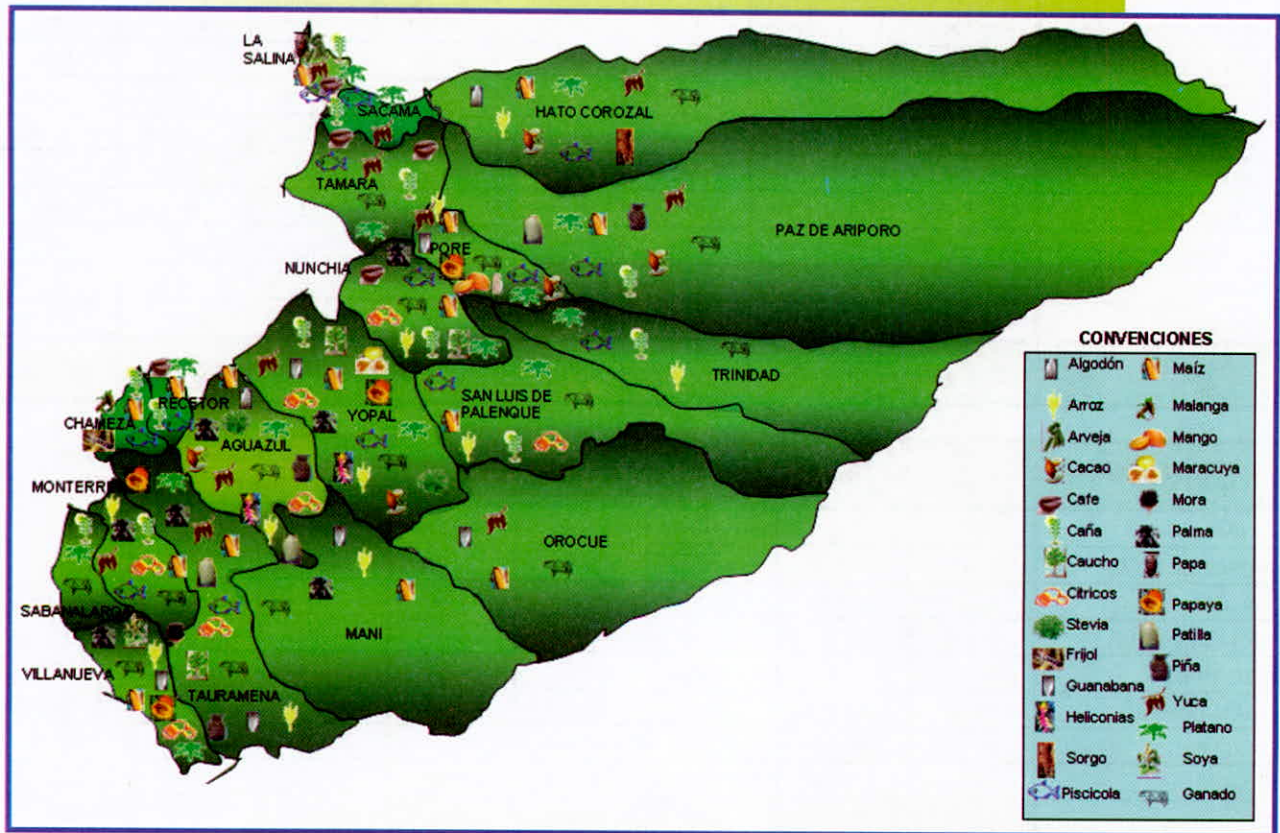 LA
SALINA
SACAMA
HATO COROZAL
TAMARA
PAZ DE ARIPORO
PORE
NUNCHIA
TRINIDAD
SAN LUIS DE
PALENQUE
YOPAL
RECETOR
CHAMEZA
AGUAZUL
MONTERR
OROCUE
SABANALARGA
MANI
VILLANUEVA
TAURAMENA
CONVENCIONES
Algodón
Maíz
Arroz
Malanga
Arveja
Mango
Cacao
Maracuya
Cafe
Mora
Caña
Palma
Caucho
Papa
Citricos
Papaya
Stevia
Patilla
Frijol
Piña
Guanabana
Yuca
Heliconias
Platano
Sorgo
Soya
Piscicola
Ganado